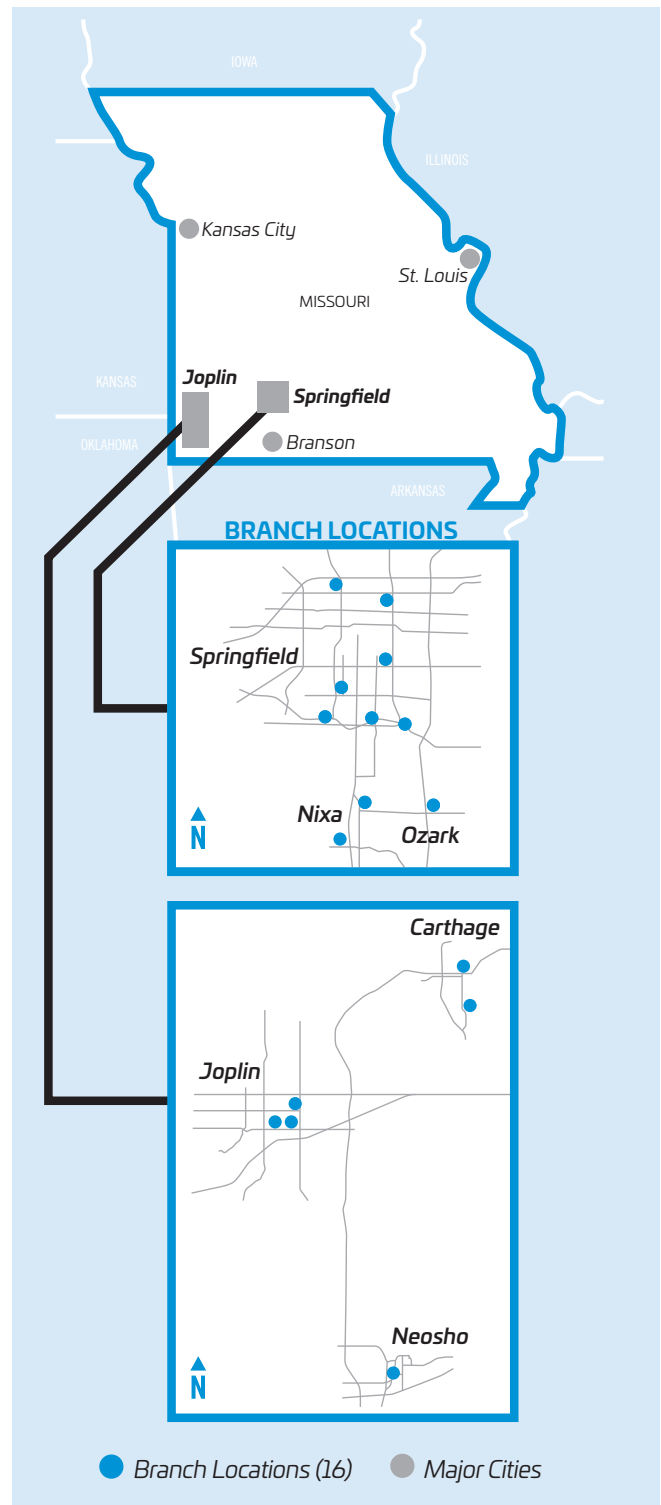 IOWA
ILLINOIS
Kansas City
St. Louis
MISSOURI
KANSAS
Joplin
Springfield
OKLAHOMA
Branson
ARKANSAS
BRANCH LOCATIONS
Springfield
Nixa
Ozark
N
Carthage
Joplin
Neosho
N
Branch Locations (16)
Major Cities